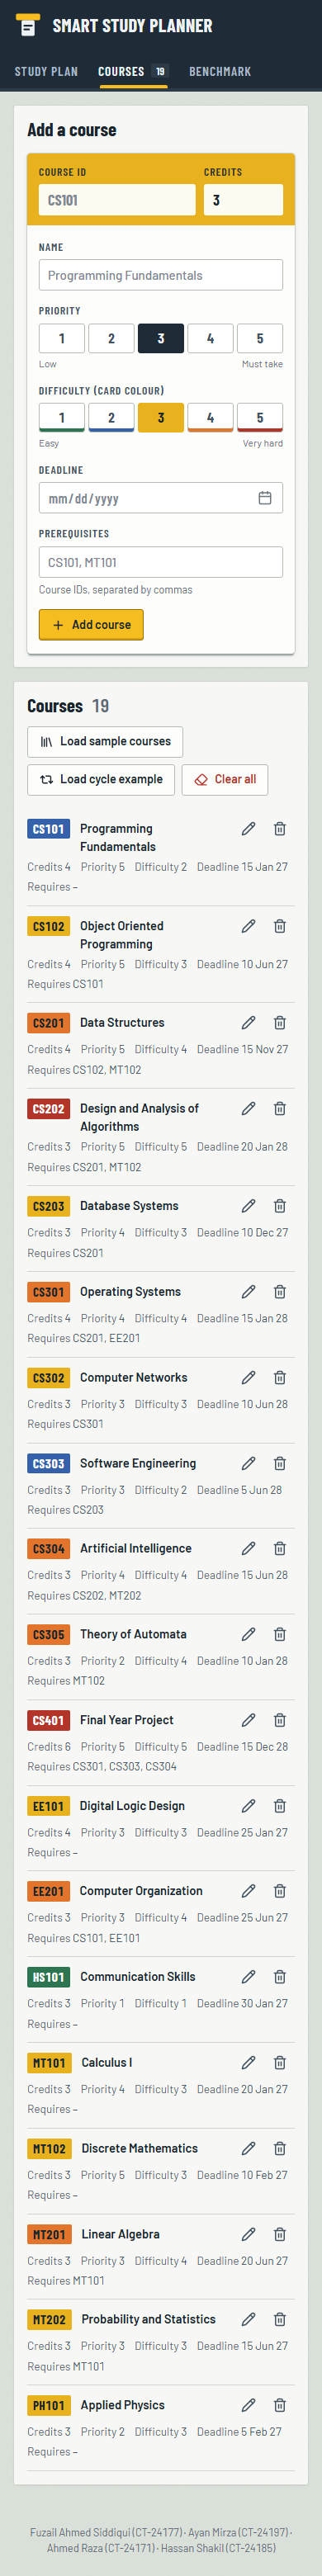 SMART STUDY PLANNER
STUDY PLAN COURSES 19 BENCHMARK
Add a course
COURSE ID CREDITS
CS101 3
NAME
Programming Fundamentals
PRIORITY
1 2 3 4 5
Low Must take
DIFFICULTY (CARD COLOUR)
1 2 3 4 5
Easy Very hard
DEADLINE
mm/dd/yyyy
PREREQUISITES
CS101, MT101
Course IDs, separated by commas
Add course
Courses 19
Load sample courses
Load cycle example Clear all
CS101 Programming
Fundamentals
Credits 4 Priority 5 Difficulty 2 Deadline 15 Jan 27
Requires –
CS102 Object Oriented
Programming
Credits 4 Priority 5 Difficulty 3 Deadline 10 Jun 27
Requires CS101
CS201 Data Structures
Credits 4 Priority 5 Difficulty 4 Deadline 15 Nov 27
Requires CS102, MT102
CS202 Design and Analysis of
Algorithms
Credits 3 Priority 5 Difficulty 5 Deadline 20 Jan 28
Requires CS201, MT102
CS203 Database Systems
Credits 3 Priority 4 Difficulty 3 Deadline 10 Dec 27
Requires CS201
CS301 Operating Systems
Credits 4 Priority 4 Difficulty 4 Deadline 15 Jan 28
Requires CS201, EE201
CS302 Computer Networks
Credits 3 Priority 3 Difficulty 3 Deadline 10 Jun 28
Requires CS301
CS303 Software Engineering
Credits 3 Priority 3 Difficulty 2 Deadline 5 Jun 28
Requires CS203
CS304 Artificial Intelligence
Credits 3 Priority 4 Difficulty 4 Deadline 15 Jun 28
Requires CS202, MT202
CS305 Theory of Automata
Credits 3 Priority 2 Difficulty 4 Deadline 10 Jan 28
Requires MT102
CS401 Final Year Project
Credits 6 Priority 5 Difficulty 5 Deadline 15 Dec 28
Requires CS301, CS303, CS304
EE101 Digital Logic Design
Credits 4 Priority 3 Difficulty 3 Deadline 25 Jan 27
Requires –
EE201 Computer Organization
Credits 3 Priority 3 Difficulty 4 Deadline 25 Jun 27
Requires CS101, EE101
HS101 Communication Skills
Credits 3 Priority 1 Difficulty 1 Deadline 30 Jan 27
Requires –
MT101 Calculus I
Credits 3 Priority 4 Difficulty 3 Deadline 20 Jan 27
Requires –
MT102 Discrete Mathematics
Credits 3 Priority 5 Difficulty 3 Deadline 10 Feb 27
Requires –
MT201 Linear Algebra
Credits 3 Priority 3 Difficulty 4 Deadline 20 Jun 27
Requires MT101
MT202 Probability and Statistics
Credits 3 Priority 3 Difficulty 3 Deadline 15 Jun 27
Requires MT101
PH101 Applied Physics
Credits 3 Priority 2 Difficulty 3 Deadline 5 Feb 27
Requires –
Fuzail Ahmed Siddiqui (CT-24177) · Ayan Mirza (CT-24197) ·
Ahmed Raza (CT-24171) · Hassan Shakil (CT-24185)